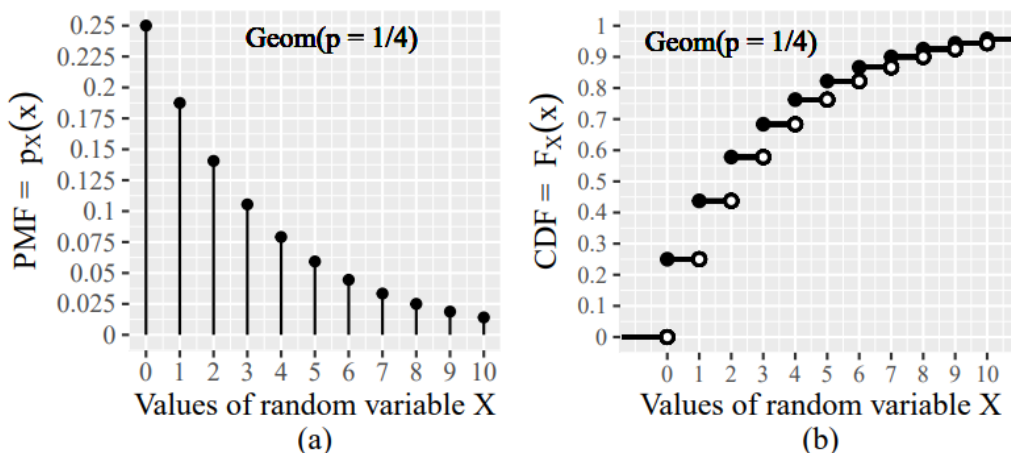 0.25
0.225
0.2
0.175
0.15
0.125
0.1
0.075
0.05
0.025
0
PMF = pX(x)
Geom(p = 1/4)
0 1 2 3 4 5 6 7 8 9 10
Values of random variable X
(a)
1
0.9
0.8
0.7
0.6
0.5
0.4
0.3
0.2
0.1
0
CDF = FX(x)
Geom(p = 1/4)
0 1 2 3 4 5 6 7 8 9 10
Values of random variable X
(b)